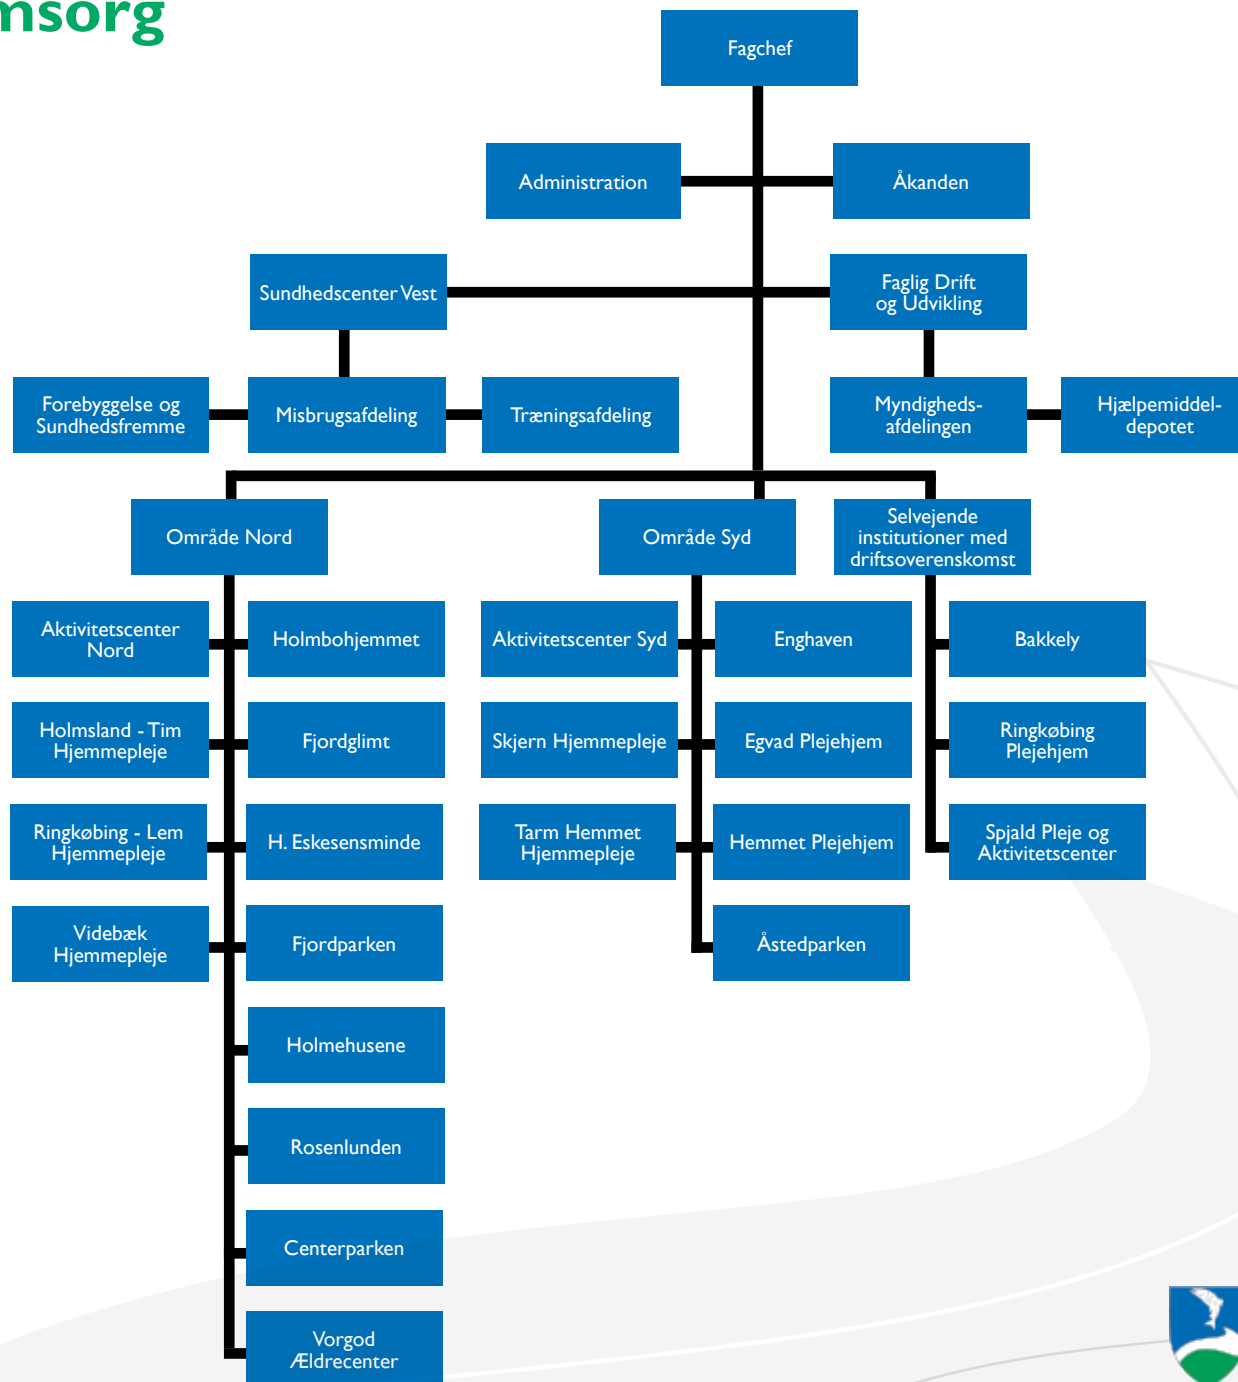 msorg
Fagchef
Administration
Åkanden
Sundhedscenter Vest
Faglig Drift
og Udvikling
Forebyggelse og
Sundhedsfremme
Misbrugsafdeling
Træningsafdeling
Myndigheds-
afdelingen
Hjælpemiddel-
depotet
Område Nord
Område Syd
Selvejende
institutioner med
driftsoverenskomst
Aktivitetscenter
Nord
Holmbohjemmet
Aktivitetscenter Syd
Enghaven
Bakkely
Holmsland - Tim
Hjemmepleje
Fjordglimt
Skjern Hjemmepleje
Egvad Plejehjem
Ringkøbing
Plejehjem
Ringkøbing - Lem
Hjemmepleje
H. Eskesensminde
Tarm Hemmet
Hjemmepleje
Hemmet Plejehjem
Spjald Pleje og
Aktivitetscenter
Videbæk
Hjemmepleje
Fjordparken
Åstedparken
Holmehusene
Rosenlunden
Centerparken
Vorgod
Ældrecenter